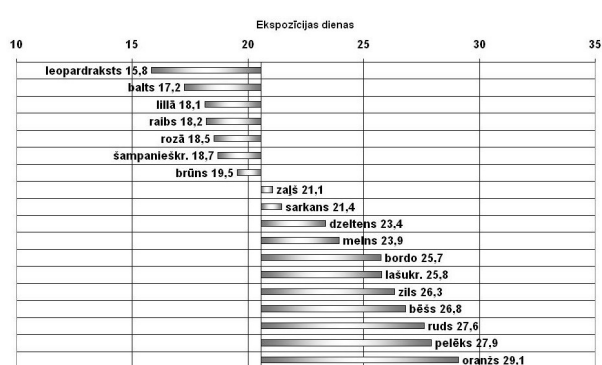 Ekspozīcijas dienas
10 15 20 25 30 35
leopardraksts 15,8
balts 17,2
lillā 18,1
raibs 18,2
rozā 18,5
šampanieškr. 18,7
brūns 19,5
zaļš 21,1
sarkans 21,4
dzeltens 23,4
melns 23,9
bordo 25,7
lašukr. 25,8
zils 26,3
bēšs 26,8
ruds 27,6
pelēks 27,9
oranžs 29,1